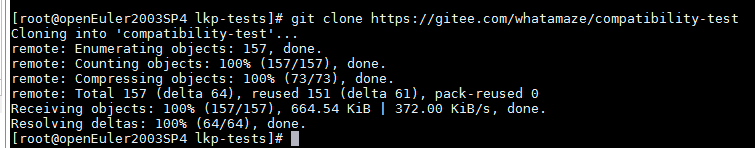 [root@openEuler2003SP4 lkp-tests]# git clone https://gitee.com/whatamaze/compatibility-test
Cloning into 'compatibility-test'...
remote: Enumerating objects: 157, done.
remote: Counting objects: 100% (157/157), done.
remote: Compressing objects: 100% (73/73), done.
remote: Total 157 (delta 64), reused 151 (delta 61), pack-reused 0
Receiving objects: 100% (157/157), 664.54 KiB | 372.00 KiB/s, done.
Resolving deltas: 100% (64/64), done.
[root@openEuler2003SP4 lkp-tests]#